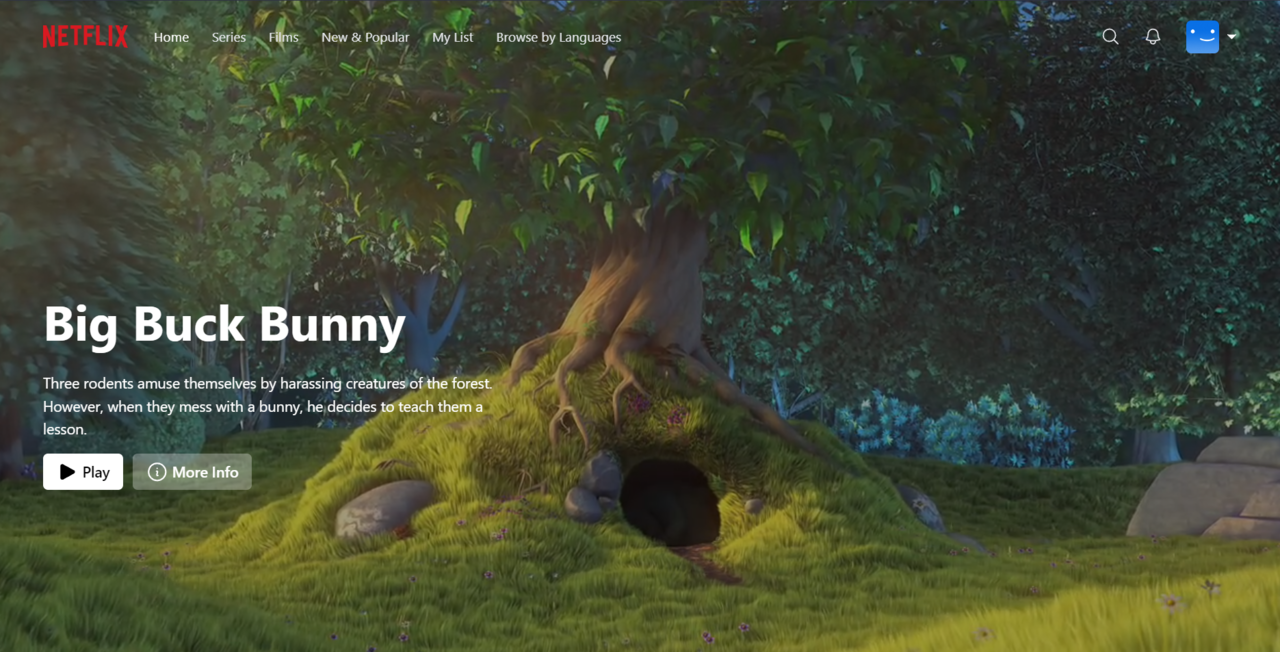 NETFLIX Home Series Films New & Popular My List Browse by Languages
Big Buck Bunny
Three rodents amuse themselves by harassing creatures of the forest.
However, when they mess with a bunny, he decides to teach them a
lesson.
Play More Info